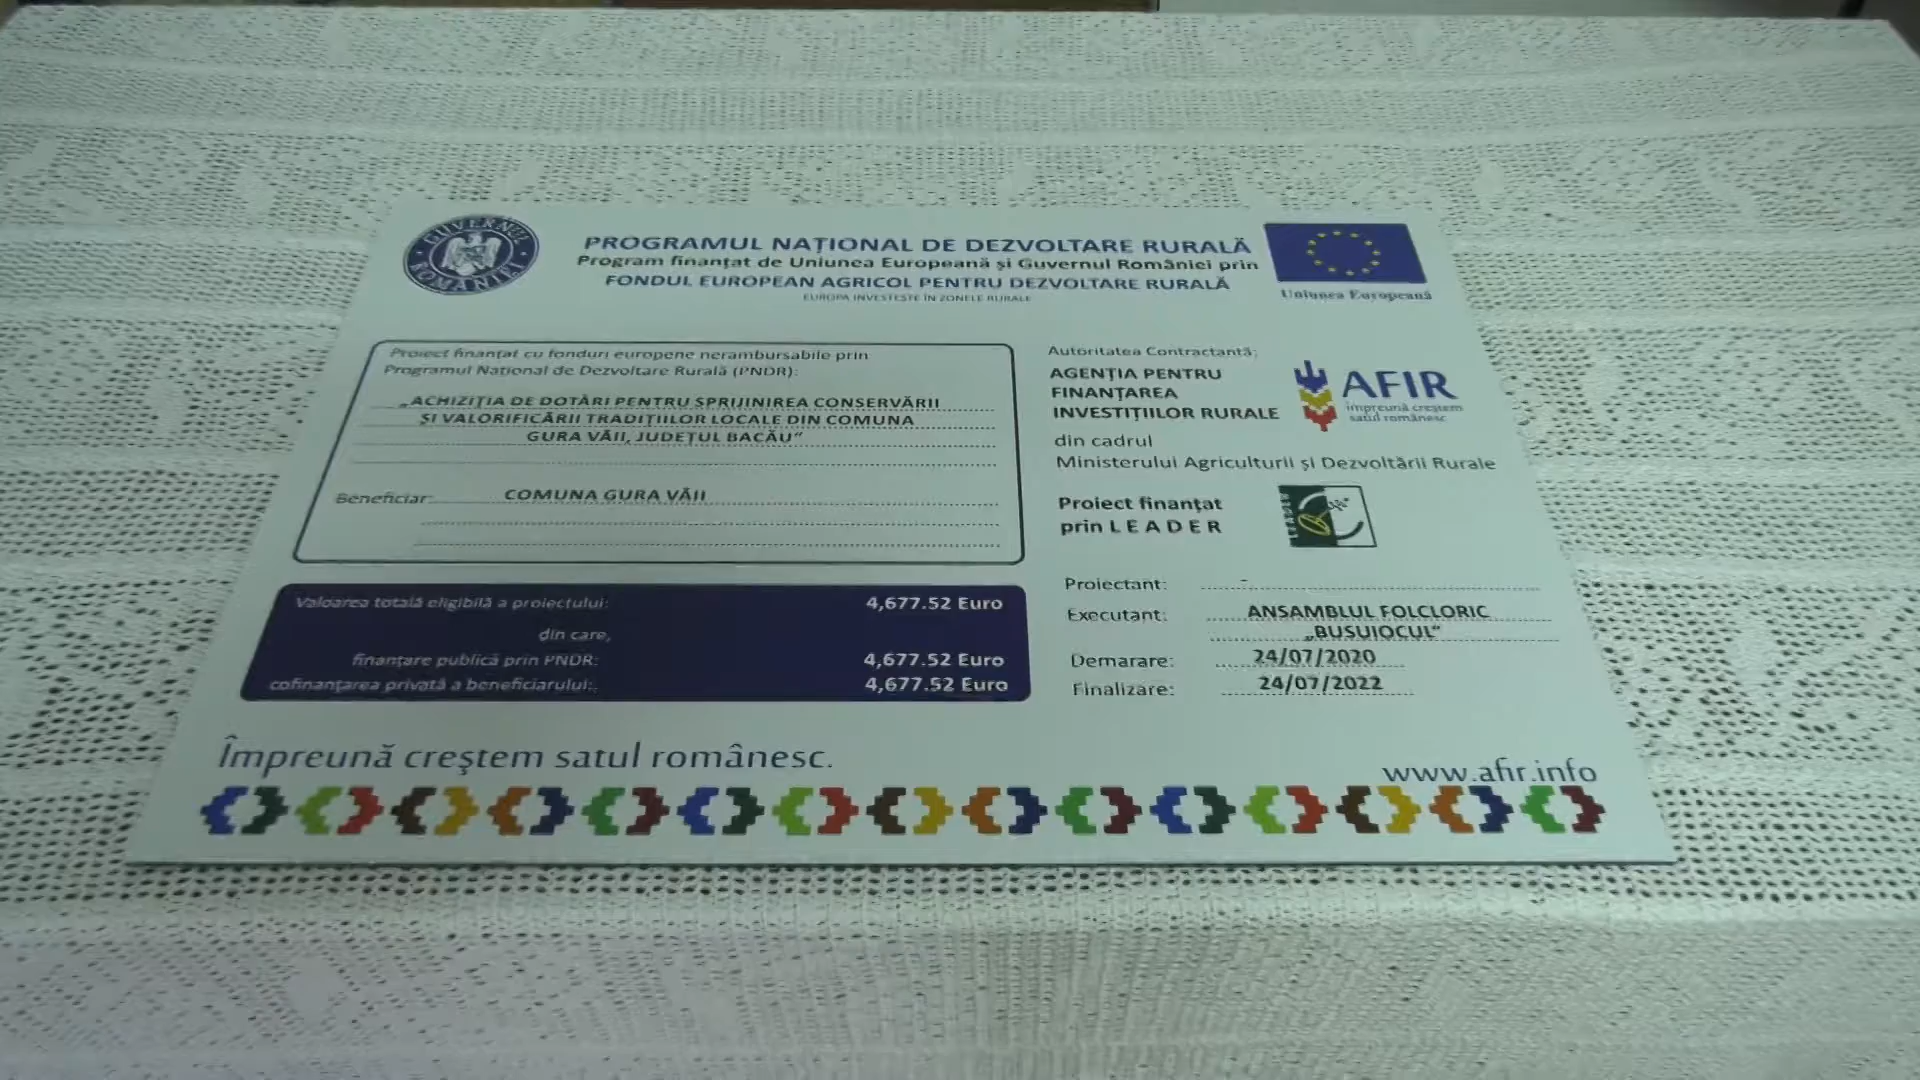 GUVERNUL ROMÂNIEI
PROGRAMUL NAȚIONAL DE DEZVOLTARE RURALĂ
Program finanțat de Uniunea Europeană și Guvernul României prin
FONDUL EUROPEAN AGRICOL PENTRU DEZVOLTARE RURALĂ
EUROPA INVESTEȘTE ÎN ZONELE RURALE
Uniunea Europeană
Proiect finanțat cu fonduri europene nerambursabile prin
Programul Național de Dezvoltare Rurală (PNDR):
„ACHIZIȚIA DE DOTĂRI PENTRU SPRIJINIREA CONSERVĂRII
ȘI VALORIFICĂRII TRADIȚIILOR LOCALE DIN COMUNA
GURA VĂII, JUDEȚUL BACĂU”
Beneficiar: COMUNA GURA VĂII
Valoarea totală eligibilă a proiectului: 4,677.52 Euro
din care,
finanțare publică prin PNDR: 4,677.52 Euro
cofinanțarea privată a beneficiarului: 4,677.52 Euro
Autoritatea Contractantă:
AGENȚIA PENTRU
FINANȚAREA
INVESTIȚIILOR RURALE
AFIR
împreună creștem
satul românesc
din cadrul
Ministerului Agriculturii și Dezvoltării Rurale
Proiect finanțat
prin L E A D E R
LEADER
Proiectant: -
Executant: ANSAMBLUL FOLCLORIC
„BUSUIOCUL”
Demarare: 24/07/2020
Finalizare: 24/07/2022
Împreună creștem satul românesc.
www.afir.info